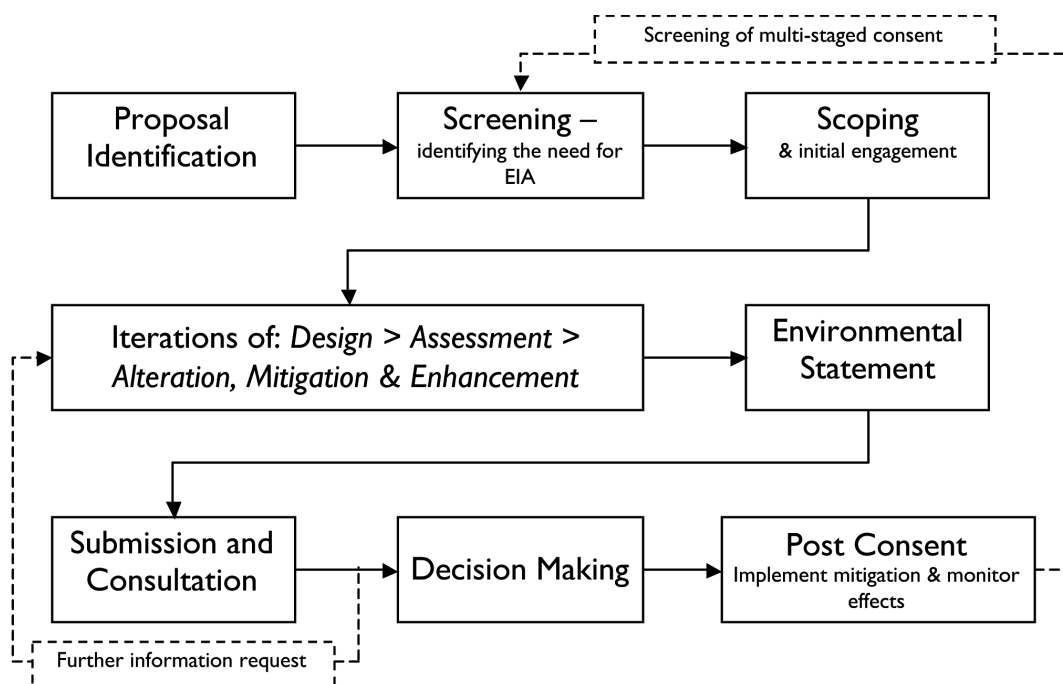 Screening of multi-staged consent
Proposal
Identification
Screening –
identifying the need for
EIA
Scoping
& initial engagement
Iterations of: Design > Assessment >
Alteration, Mitigation & Enhancement
Environmental
Statement
Submission and
Consultation
Decision Making
Post Consent
Implement mitigation & monitor
effects
Further information request